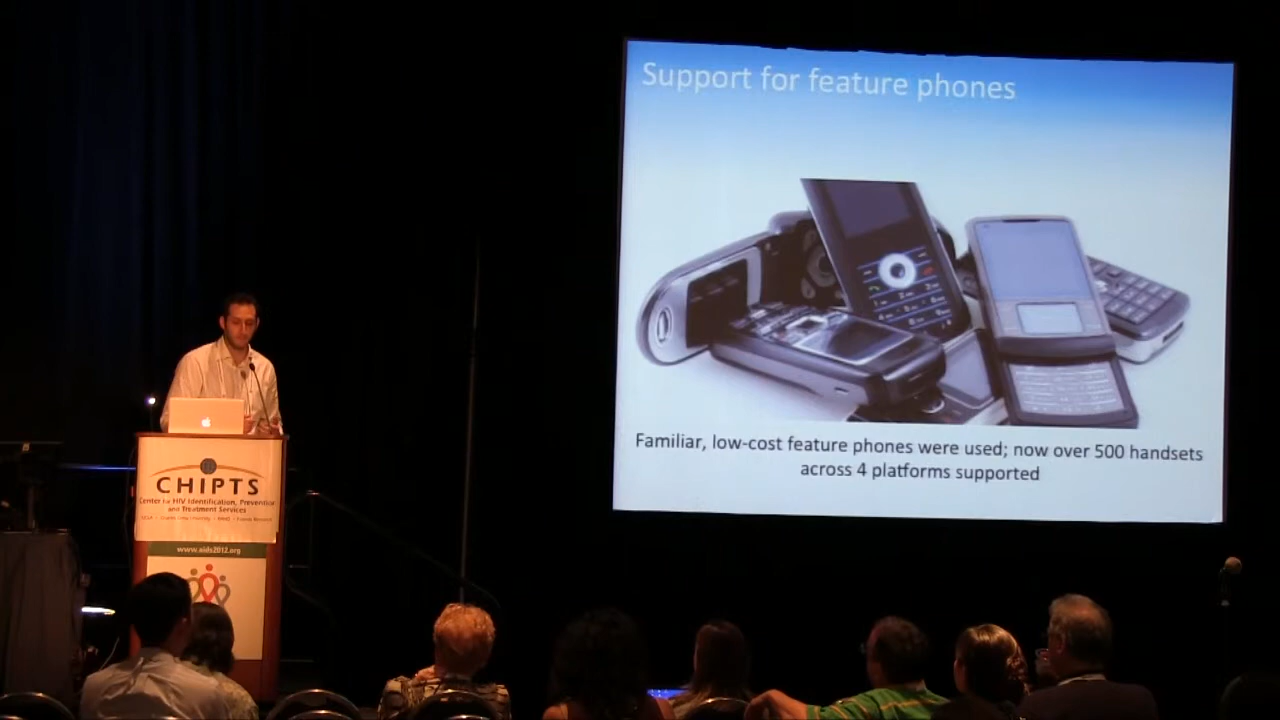 Support for feature phones
Familiar, low-cost feature phones were used; now over 500 handsets
across 4 platforms supported
CHIPTS
Center for HIV Identification, Prevention
and Treatment Services
www.aids2012.org